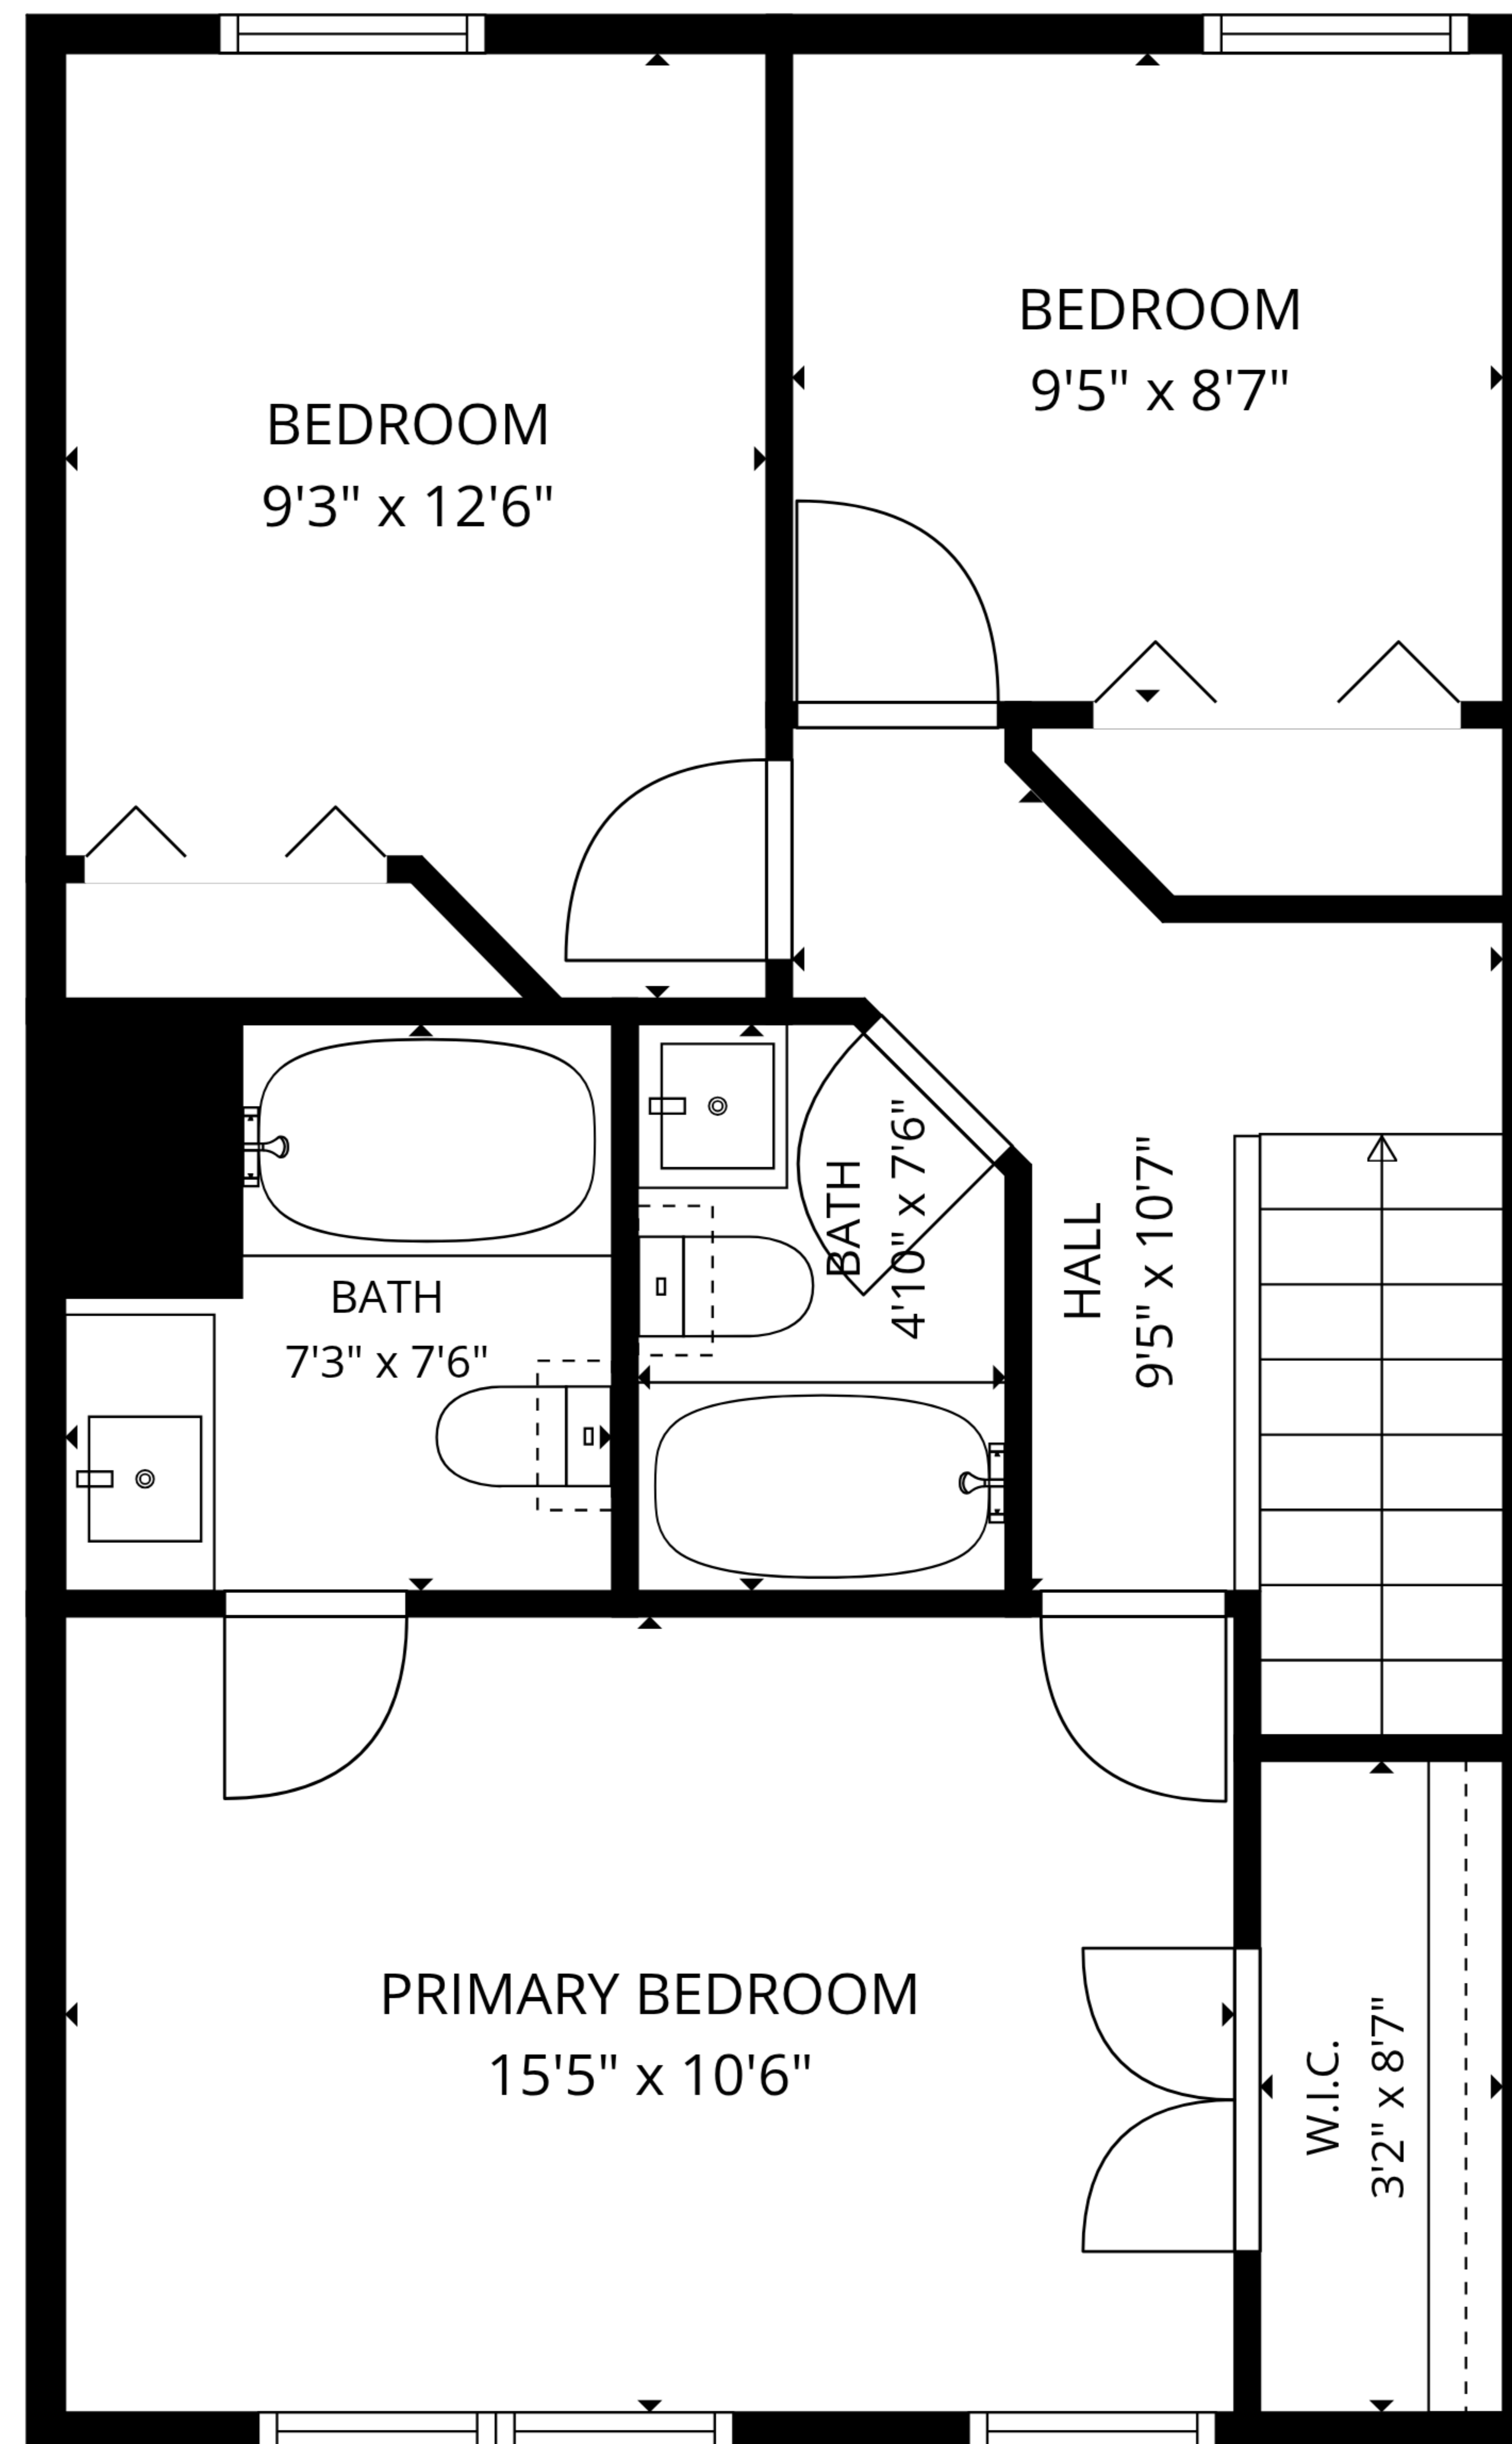 BEDROOM
9'5" x 8'7"
BEDROOM
9'3" x 12'6"
BATH
4'10" x 7'6"
HALL
9'5" x 10'7"
BATH
7'3" x 7'6"
PRIMARY BEDROOM
15'5" x 10'6"
W.I.C.
3'2" x 8'7"